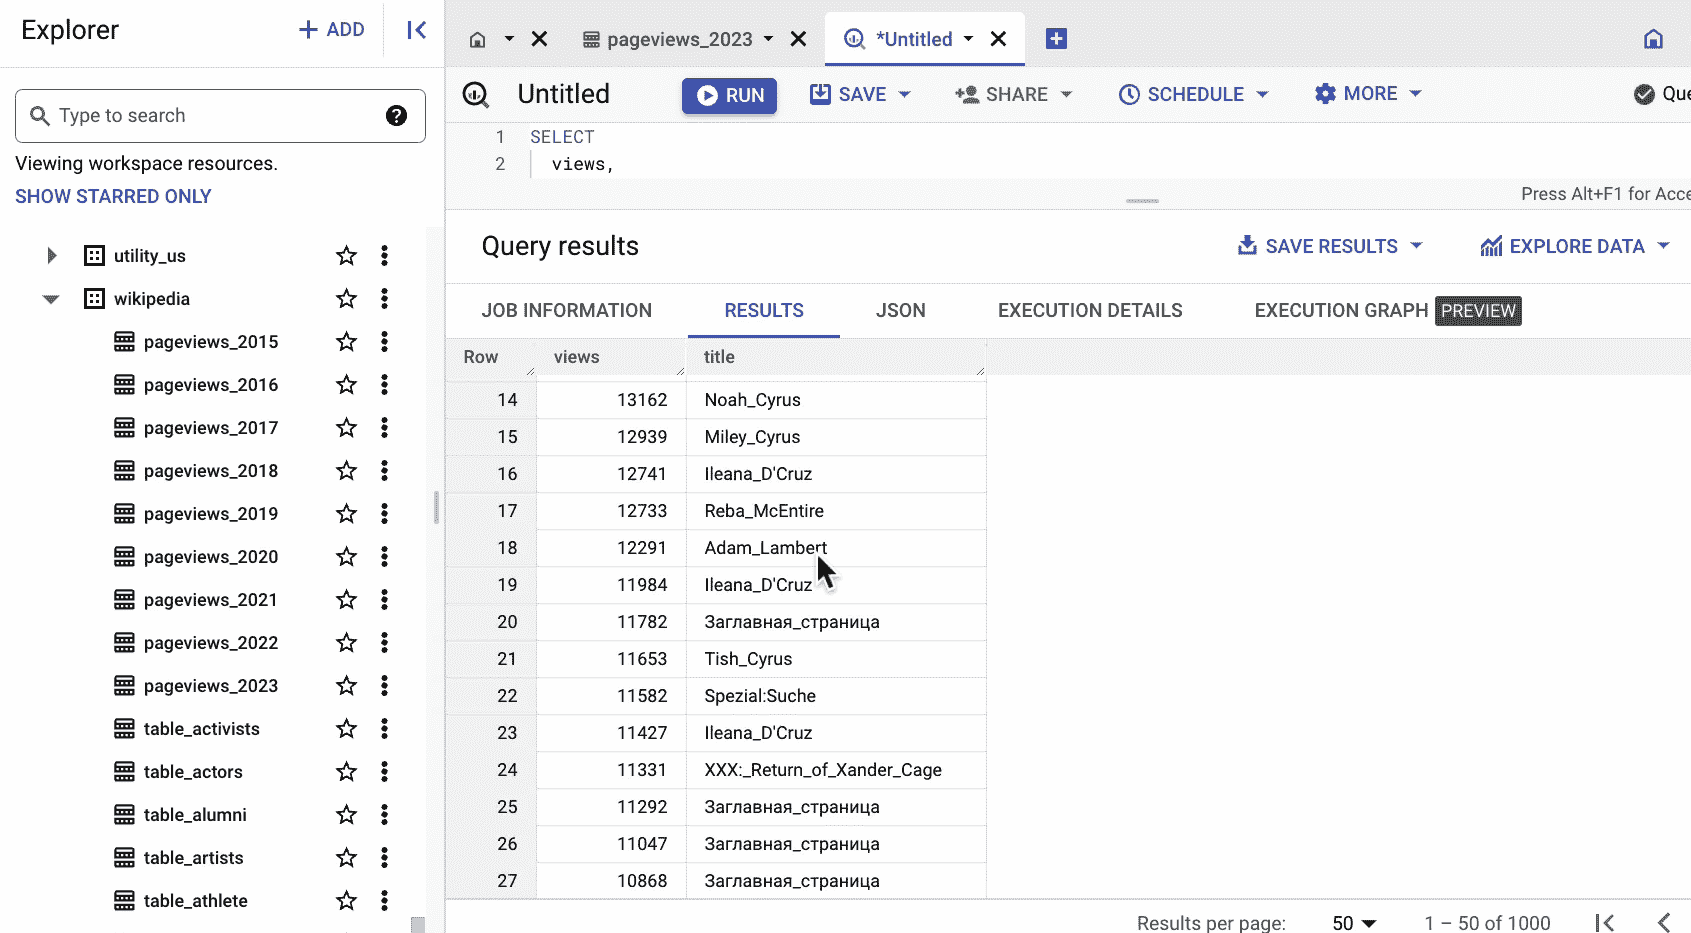 Explorer
+ ADD
Type to search
Viewing workspace resources.
SHOW STARRED ONLY
utility_us
wikipedia
pageviews_2015
pageviews_2016
pageviews_2017
pageviews_2018
pageviews_2019
pageviews_2020
pageviews_2021
pageviews_2022
pageviews_2023
table_activists
table_actors
table_alumni
table_artists
table_athlete
pageviews_2023 *Untitled
Untitled RUN SAVE SHARE SCHEDULE MORE Que
1 SELECT
2 views,
Press Alt+F1 for Acce
Query results SAVE RESULTS EXPLORE DATA
JOB INFORMATION RESULTS JSON EXECUTION DETAILS EXECUTION GRAPH PREVIEW
Row views title
14 13162 Noah_Cyrus
15 12939 Miley_Cyrus
16 12741 Ileana_D'Cruz
17 12733 Reba_McEntire
18 12291 Adam_Lambert
19 11984 Ileana_D'Cruz
20 11782 Заглавная_страница
21 11653 Tish_Cyrus
22 11582 Spezial:Suche
23 11427 Ileana_D'Cruz
24 11331 XXX:_Return_of_Xander_Cage
25 11292 Заглавная_страница
26 11047 Заглавная_страница
27 10868 Заглавная_страница
Results per page: 50 1 – 50 of 1000